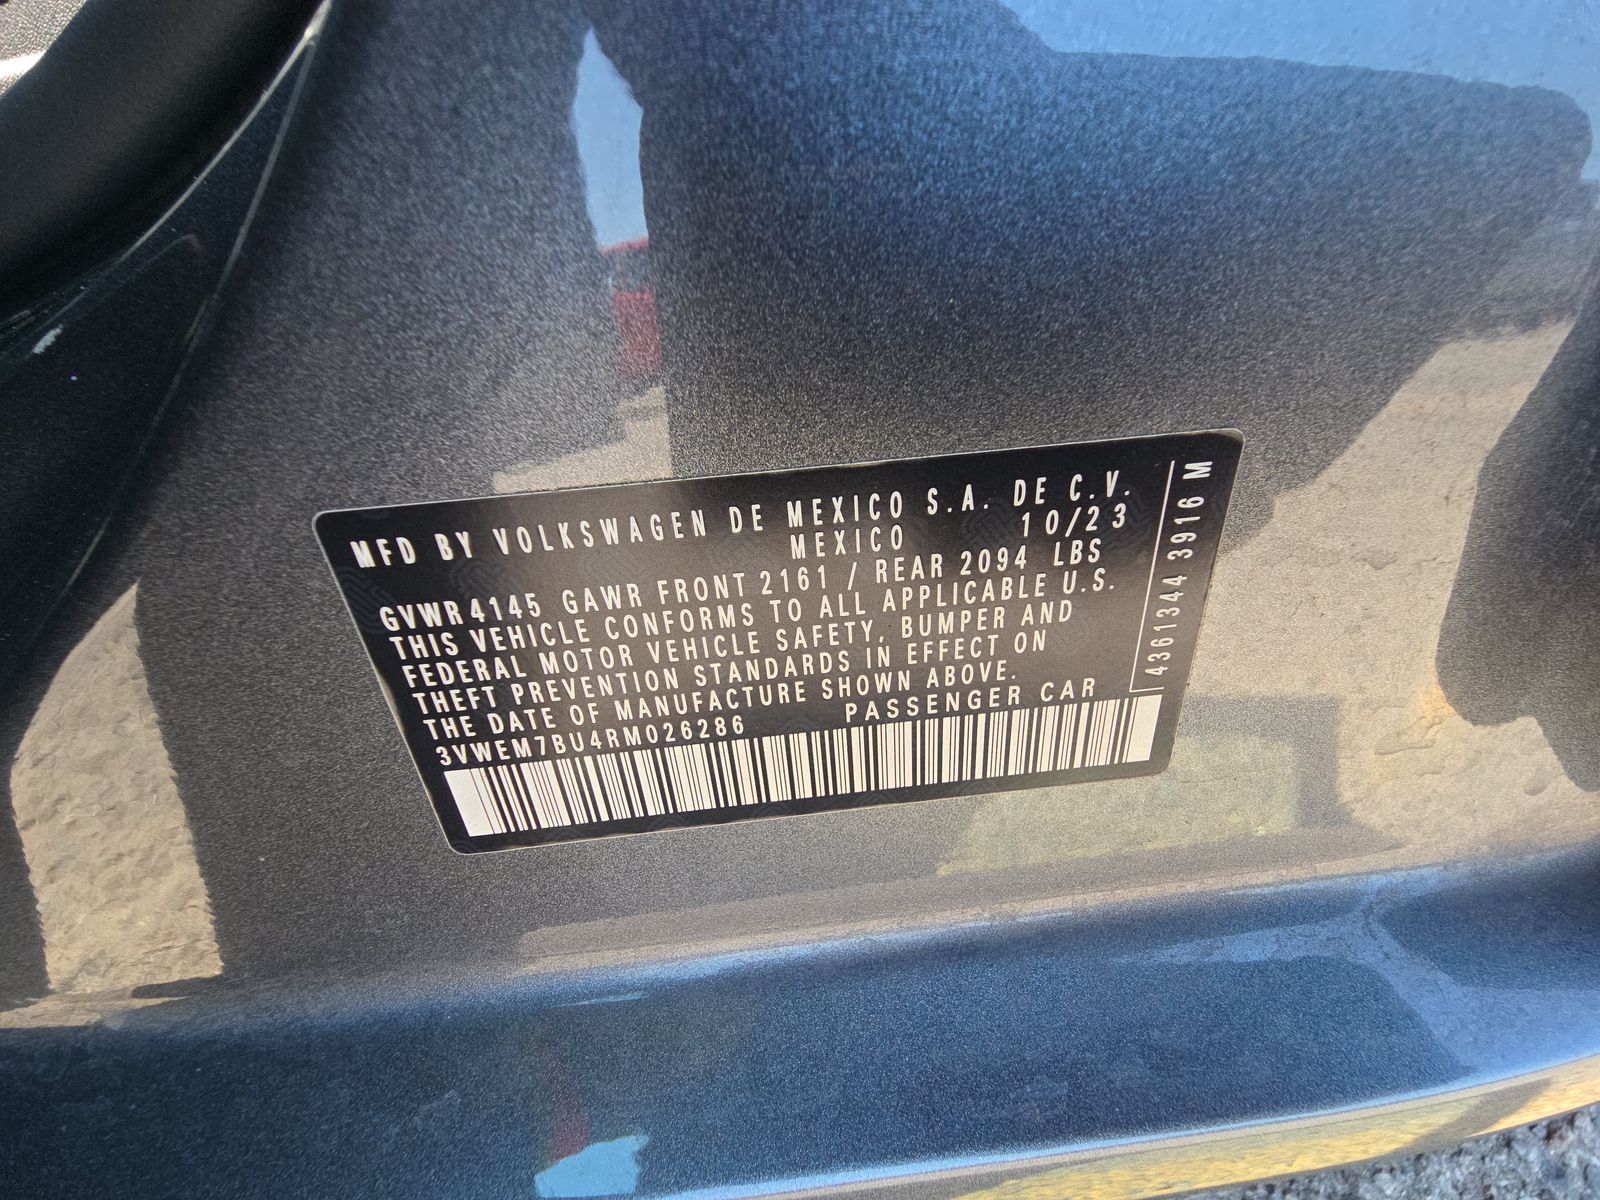 MFD BY VOLKSWAGEN DE MEXICO S.A. DE C.V.
MEXICO 10/23
GVWR 4145 GAWR FRONT 2161 / REAR 2094 LBS
THIS VEHICLE CONFORMS TO ALL APPLICABLE U.S.
FEDERAL MOTOR VEHICLE SAFETY, BUMPER AND
THEFT PREVENTION STANDARDS IN EFFECT ON
THE DATE OF MANUFACTURE SHOWN ABOVE.
3VWEM7BU4RM026286 PASSENGER CAR
4361344 3916 M